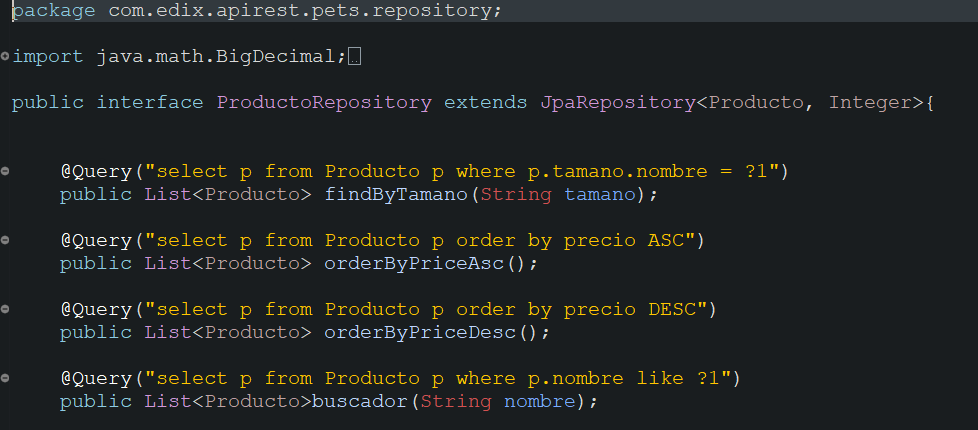 package com.edix.apirest.pets.repository;
import java.math.BigDecimal;
public interface ProductoRepository extends JpaRepository<Producto, Integer>{
@Query("select p from Producto p where p.tamano.nombre = ?1")
public List<Producto> findByTamano(String tamano);
@Query("select p from Producto p order by precio ASC")
public List<Producto> orderByPriceAsc();
@Query("select p from Producto p order by precio DESC")
public List<Producto> orderByPriceDesc();
@Query("select p from Producto p where p.nombre like ?1")
public List<Producto>buscador(String nombre);